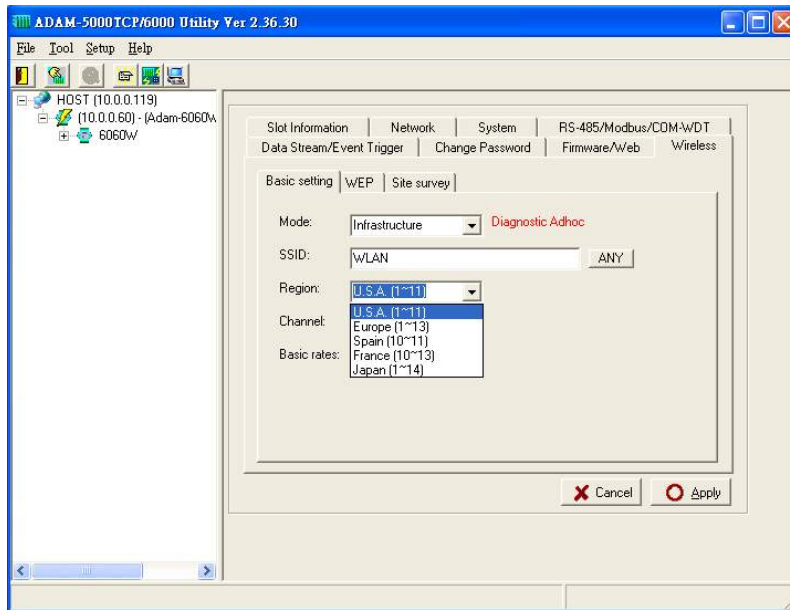 ADAM-5000TCP/6000 Utility Ver 2.36.30
File Tool Setup Help
HOST (10.0.0.119)
(10.0.0.60) - (Adam-6060W
6060W
Slot Information Network System RS-485/Modbus/COM-WDT
Data Stream/Event Trigger Change Password Firmware/Web Wireless
Basic setting WEP Site survey
Mode: Infrastructure Diagnostic Adhoc
SSID: WLAN ANY
Region: U.S.A. (1~11)
U.S.A. (1~11)
Channel: Europe (1~13)
Spain (10~11)
Basic rates: France (10~13)
Japan (1~14)
Cancel Apply